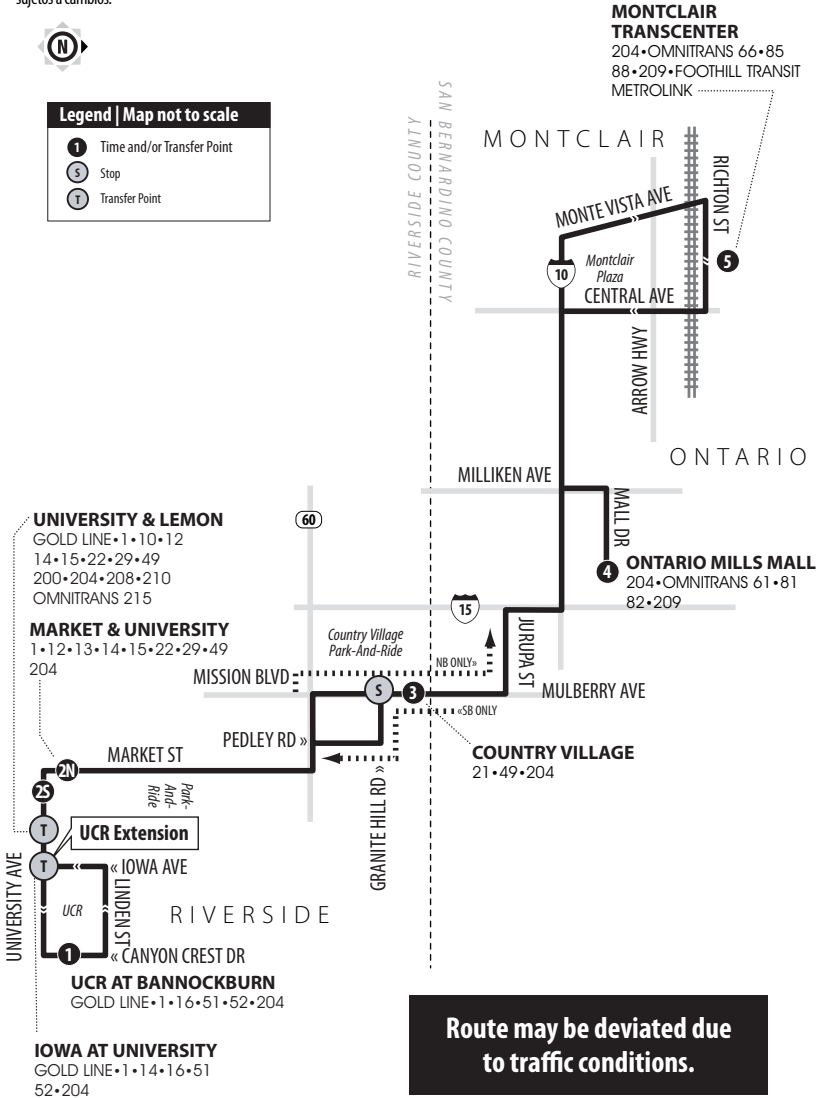 sujetos a cambios.
N
Legend | Map not to scale
1 Time and/or Transfer Point
S Stop
T Transfer Point
MONTCLAIR
TRANSCENTER
204•OMNITRANS 66•85
88•209•FOOTHILL TRANSIT
METROLINK
RIVERSIDE COUNTY
SAN BERNARDINO COUNTY
MONTCLAIR
RICHTON ST
MONTE VISTA AVE
10
Montclair
Plaza
5
CENTRAL AVE
ARROW HWY
ONTARIO
MILLIKEN AVE
MALL DR
4
ONTARIO MILLS MALL
204•OMNITRANS 61•81
82•209
UNIVERSITY & LEMON
GOLD LINE•1•10•12
14•15•22•29•49
200•204•208•210
OMNITRANS 215
60
15
JURUPA ST
MARKET & UNIVERSITY
1•12•13•14•15•22•29•49
204
Country Village
Park-And-Ride
NB ONLY»
MISSION BLVD
S
3
MULBERRY AVE
«SB ONLY
PEDLEY RD »
COUNTRY VILLAGE
21•49•204
MARKET ST
GRANITE HILL RD »
2N
2S
Park-
And-
Ride
T
UCR Extension
T
« IOWA AVE
UNIVERSITY AVE
UCR
LINDEN ST
RIVERSIDE
1
« CANYON CREST DR
UCR AT BANNOCKBURN
GOLD LINE•1•16•51•52•204
IOWA AT UNIVERSITY
GOLD LINE•1•14•16•51
52•204
Route may be deviated due
to traffic conditions.